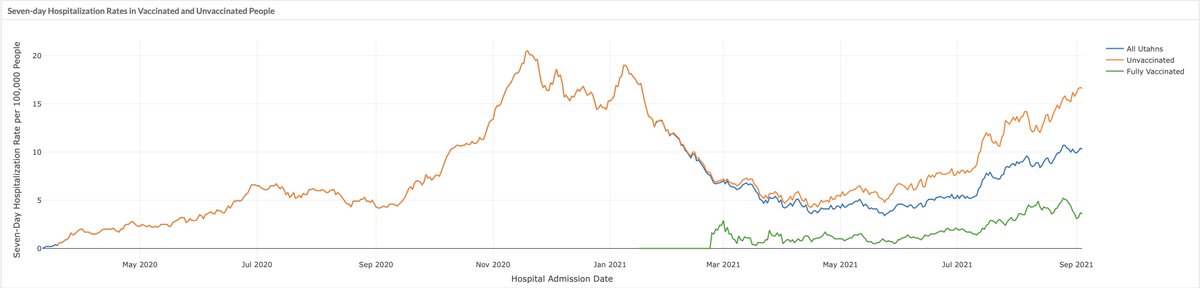 Seven-day Hospitalization Rates in Vaccinated and Unvaccinated People
Seven-Day Hospitalization Rate per 100,000 People
20
15
10
5
0
May 2020 Jul 2020 Sep 2020 Nov 2020 Jan 2021 Mar 2021 May 2021 Jul 2021 Sep 2021
Hospital Admission Date
All Utahns
Unvaccinated
Fully Vaccinated